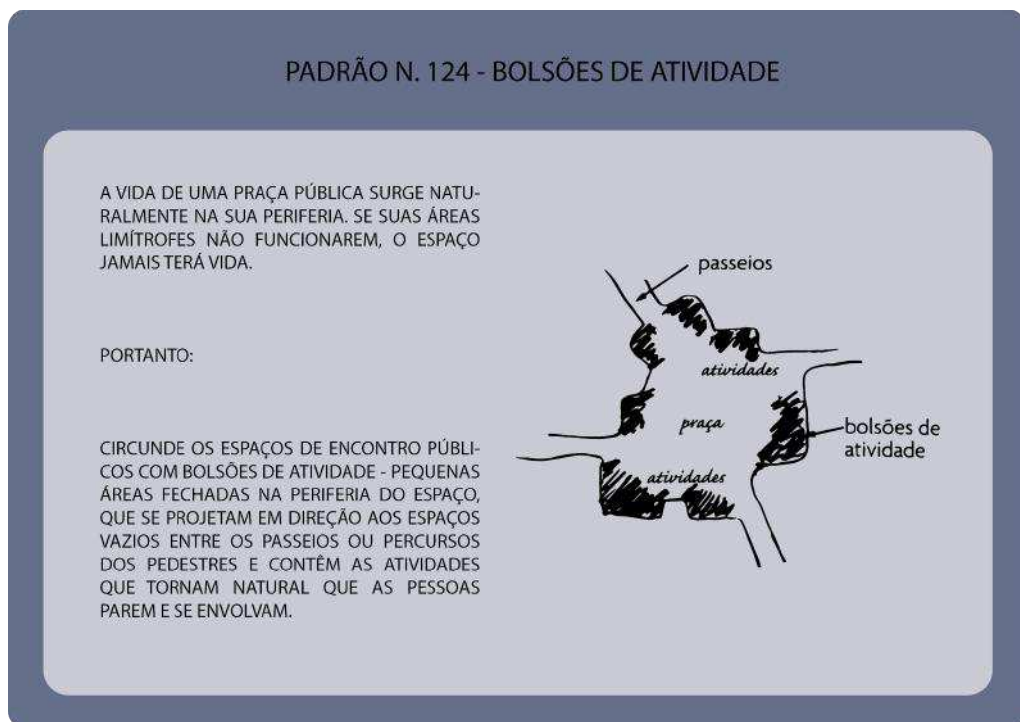 PADRÃO N. 124 - BOLSÕES DE ATIVIDADE
A VIDA DE UMA PRAÇA PÚBLICA SURGE NATU-
RALMENTE NA SUA PERIFERIA. SE SUAS ÁREAS
LIMÍTROFES NÃO FUNCIONAREM, O ESPAÇO
JAMAIS TERÁ VIDA.
PORTANTO:
CIRCUNDE OS ESPAÇOS DE ENCONTRO PÚBLI-
COS COM BOLSÕES DE ATIVIDADE - PEQUENAS
ÁREAS FECHADAS NA PERIFERIA DO ESPAÇO,
QUE SE PROJETAM EM DIREÇÃO AOS ESPAÇOS
VAZIOS ENTRE OS PASSEIOS OU PERCURSOS
DOS PEDESTRES E CONTÊM AS ATIVIDADES
QUE TORNAM NATURAL QUE AS PESSOAS
PAREM E SE ENVOLVAM.
passeios
atividades
praça
bolsões de
atividade
atividades